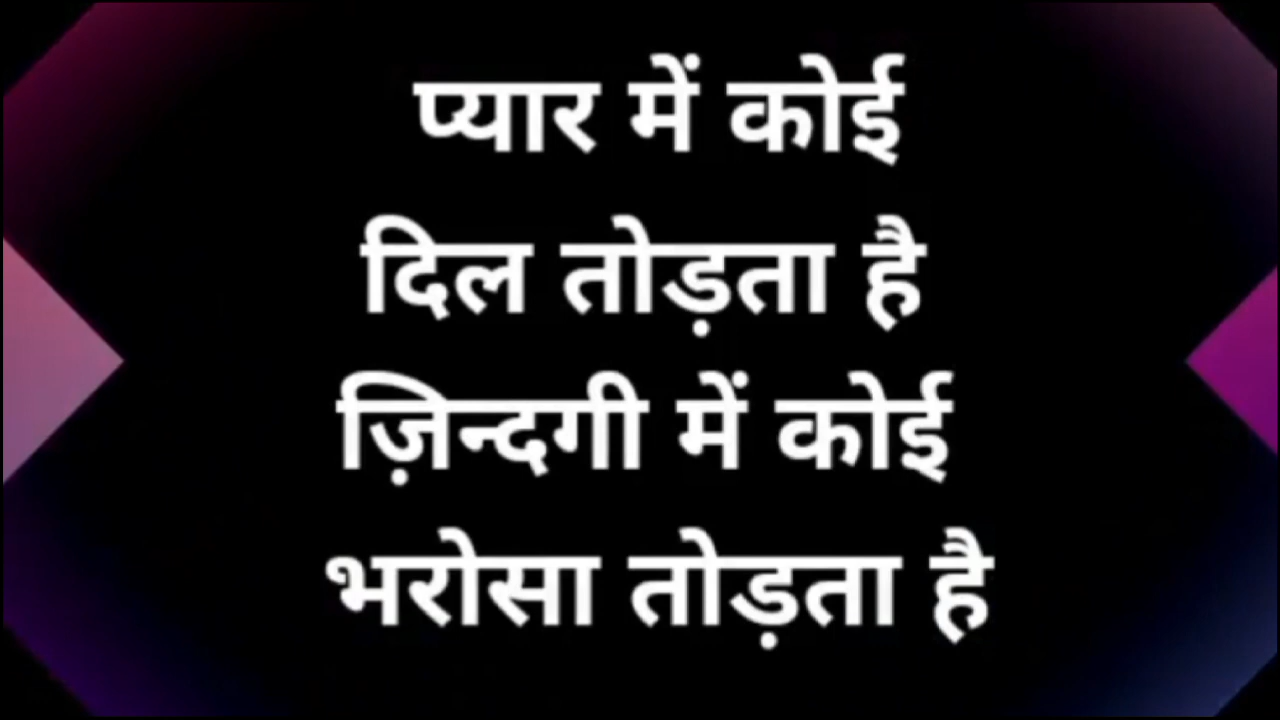 प्यार में कोई
दिल तोड़ता है
ज़िन्दगी में कोई
भरोसा तोड़ता है